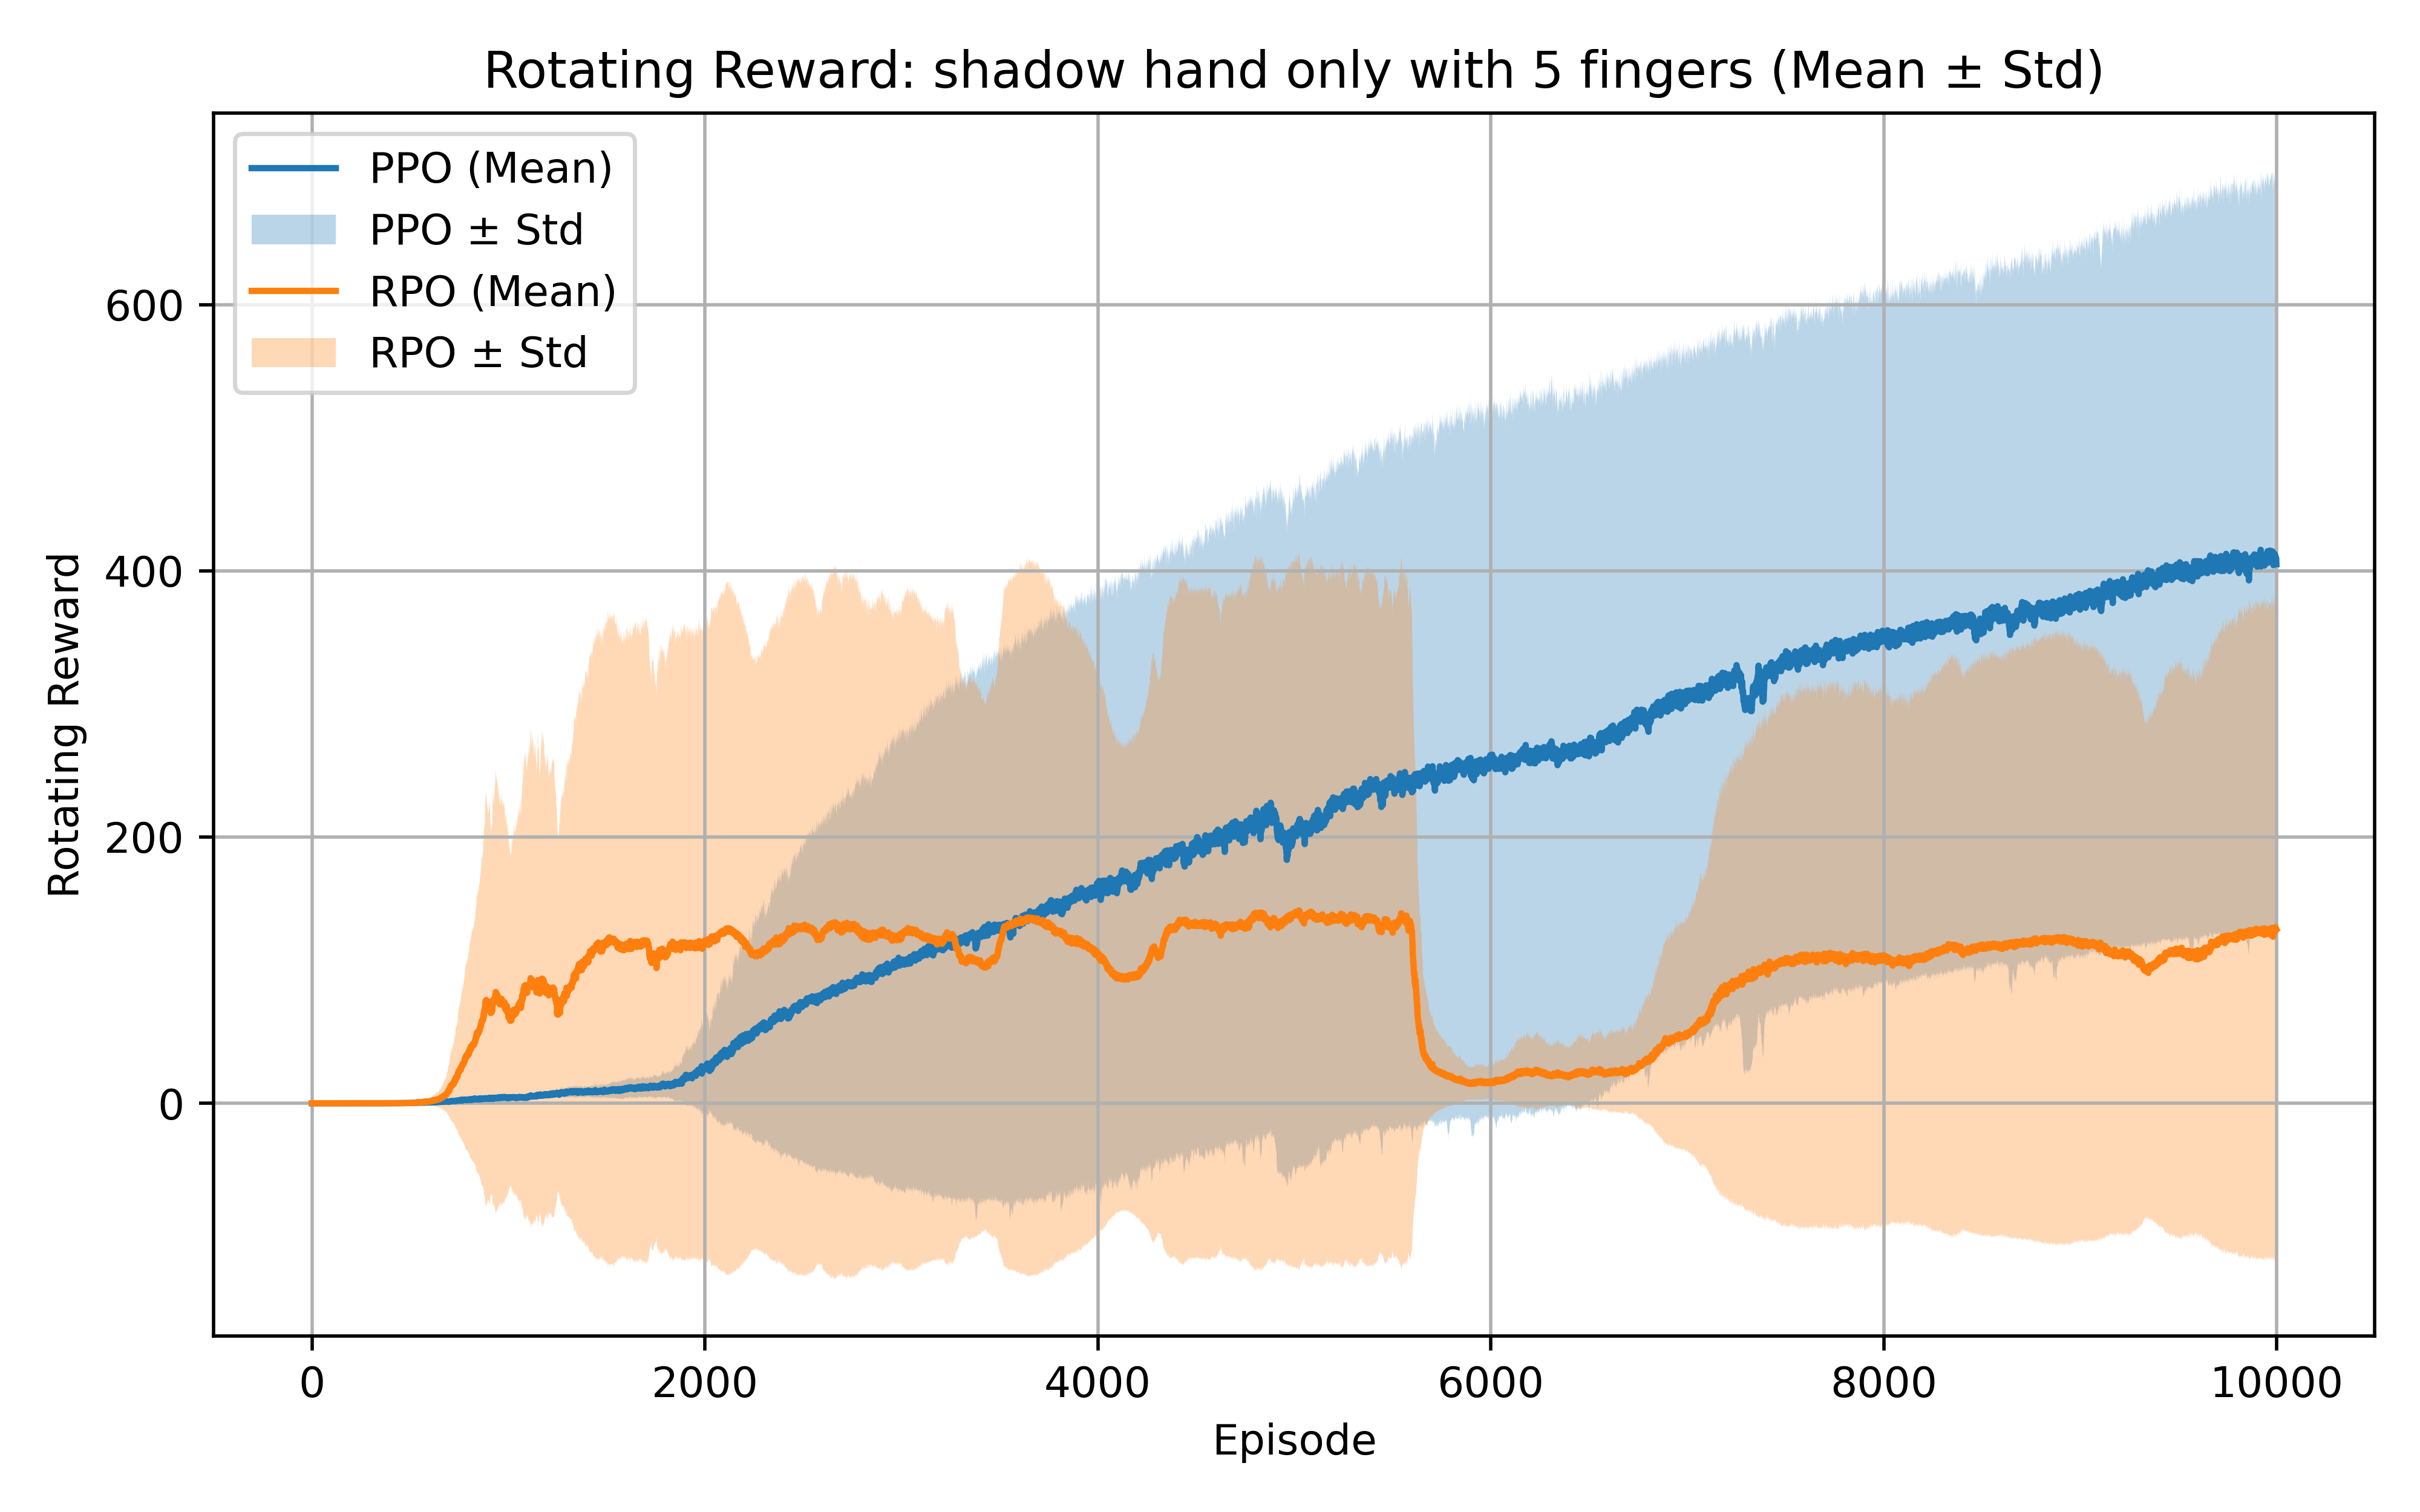 Rotating Reward: shadow hand only with 5 fingers (Mean ± Std)
PPO (Mean)
PPO ± Std
RPO (Mean)
RPO ± Std
Rotating Reward
600
400
200
0
0 2000 4000 6000 8000 10000
Episode